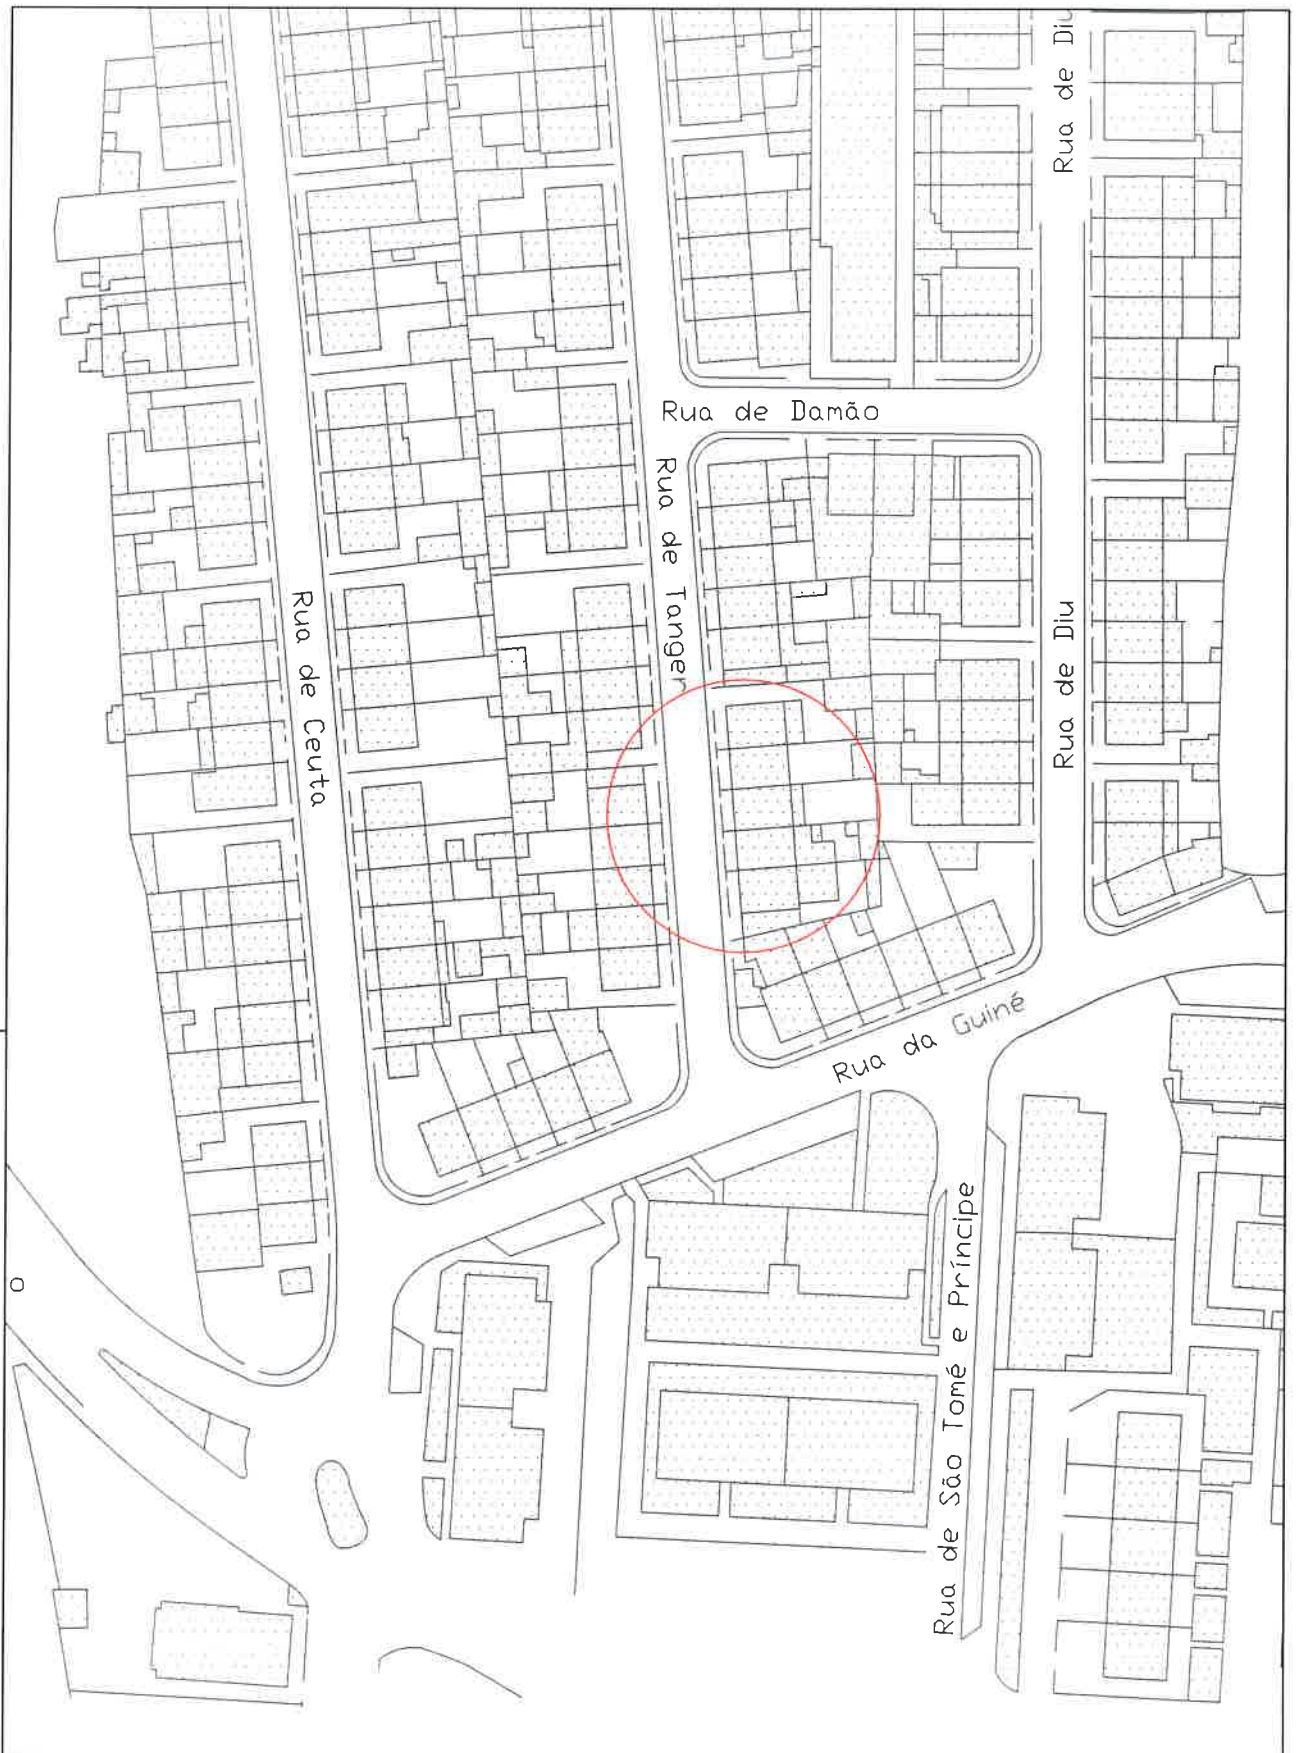 Rua de Diu
Rua de Damão
Rua de Tanger
Rua de Ceuta
Rua de Diu
Rua da Guiné
Rua de São Tomé e Príncipe